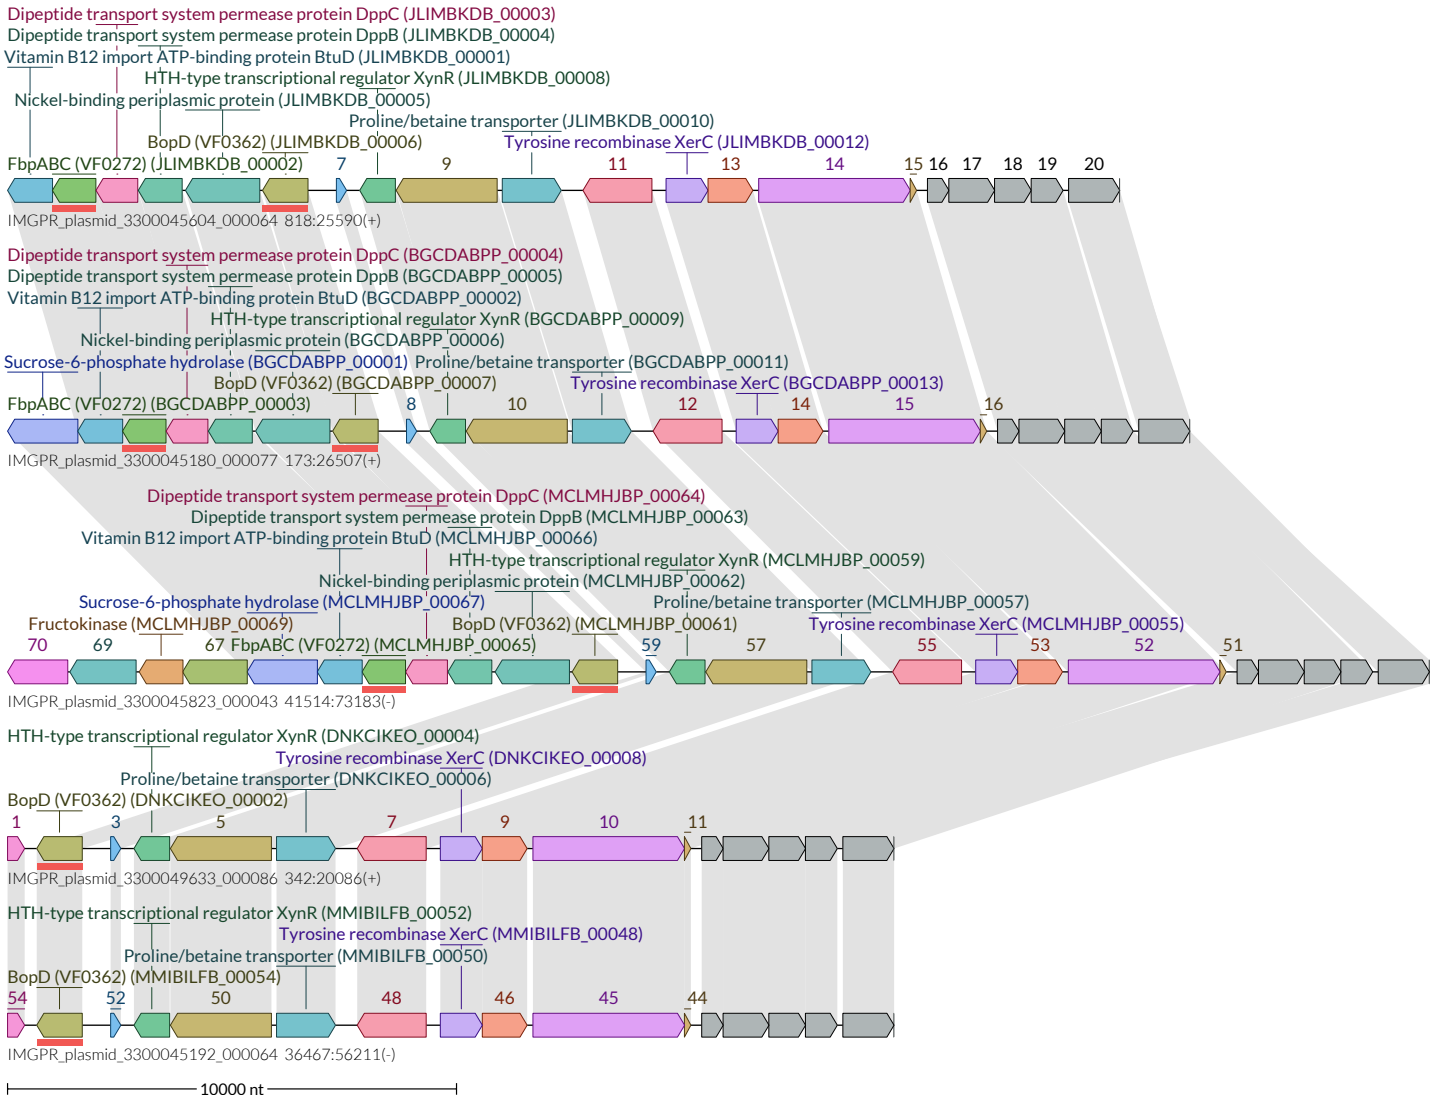 Dipeptide transport system permease protein DppC (JLIMBKDB_00003)
Dipeptide transport system permease protein DppB (JLIMBKDB_00004)
Vitamin B12 import ATP-binding protein BtuD (JLIMBKDB_00001)
HTH-type transcriptional regulator XynR (JLIMBKDB_00008)
Nickel-binding periplasmic protein (JLIMBKDB_00005)
Proline/betaine transporter (JLIMBKDB_00010)
BopD (VF0362) (JLIMBKDB_00006) Tyrosine recombinase XerC (JLIMBKDB_00012)
FbpABC (VF0272) (JLIMBKDB_00002) 7 9 11 13 14 15 16 17 18 19 20
IMGPR_plasmid_3300045604_000064 818:25590(+)
Dipeptide transport system permease protein DppC (BGCDABPP_00004)
Dipeptide transport system permease protein DppB (BGCDABPP_00005)
Vitamin B12 import ATP-binding protein BtuD (BGCDABPP_00002)
HTH-type transcriptional regulator XynR (BGCDABPP_00009)
Nickel-binding periplasmic protein (BGCDABPP_00006)
Sucrose-6-phosphate hydrolase (BGCDABPP_00001) Proline/betaine transporter (BGCDABPP_00011)
BopD (VF0362) (BGCDABPP_00007) Tyrosine recombinase XerC (BGCDABPP_00013)
FbpABC (VF0272) (BGCDABPP_00003) 8 10 12 14 15 16
IMGPR_plasmid_3300045180_000077 173:26507(+)
Dipeptide transport system permease protein DppC (MCLMHJBP_00064)
Dipeptide transport system permease protein DppB (MCLMHJBP_00063)
Vitamin B12 import ATP-binding protein BtuD (MCLMHJBP_00066)
HTH-type transcriptional regulator XynR (MCLMHJBP_00059)
Nickel-binding periplasmic protein (MCLMHJBP_00062)
Sucrose-6-phosphate hydrolase (MCLMHJBP_00067) Proline/betaine transporter (MCLMHJBP_00057)
Fructokinase (MCLMHJBP_00069) BopD (VF0362) (MCLMHJBP_00061) Tyrosine recombinase XerC (MCLMHJBP_00055)
70 69 67 FbpABC (VF0272) (MCLMHJBP_00065) 59 57 55 53 52 51
IMGPR_plasmid_3300045823_000043 41514:73183(-)
HTH-type transcriptional regulator XynR (DNKCIKEO_00004)
Tyrosine recombinase XerC (DNKCIKEO_00008)
Proline/betaine transporter (DNKCIKEO_00006)
BopD (VF0362) (DNKCIKEO_00002)
1 3 5 7 9 10 11
IMGPR_plasmid_3300049633_000086 342:20086(+)
HTH-type transcriptional regulator XynR (MMIBILFB_00052)
Tyrosine recombinase XerC (MMIBILFB_00048)
Proline/betaine transporter (MMIBILFB_00050)
BopD (VF0362) (MMIBILFB_00054)
54 52 50 48 46 45 44
IMGPR_plasmid_3300045192_000064 36467:56211(-)
10000 nt